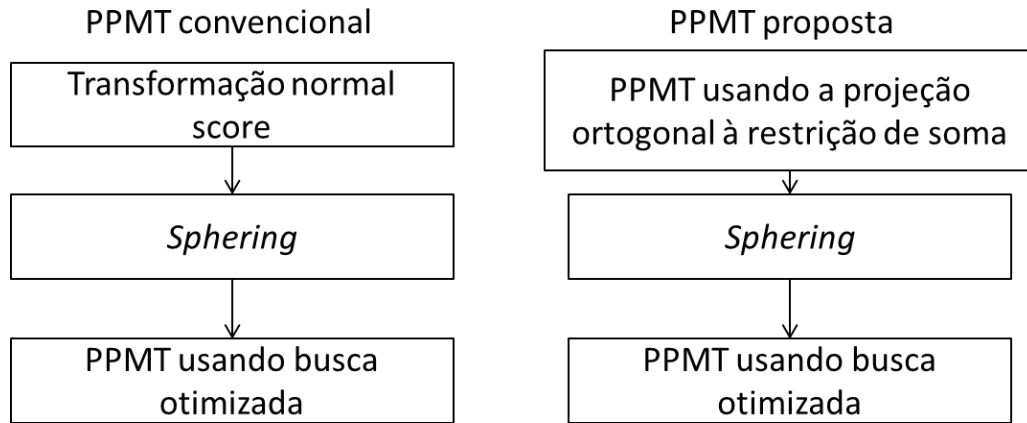 PPMT convencional
Transformação normal
score
Sphering
PPMT usando busca
otimizada
PPMT proposta
PPMT usando a projeção
ortogonal à restrição de soma
Sphering
PPMT usando busca
otimizada